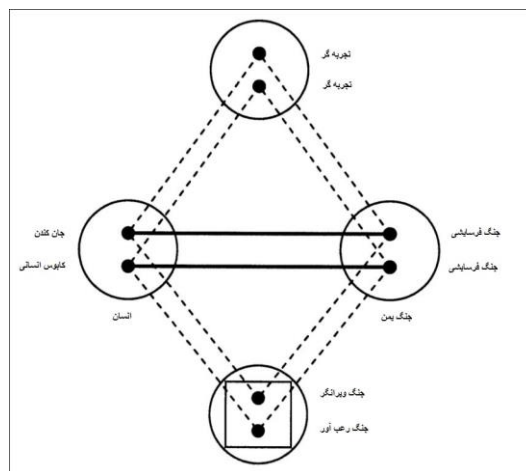 تجربه گر
تجربه گر
جنگ فرسایشی
جان کندن
جنگ فرسایشی
کابوس انسانی
جنگ یمن
انسان
جنگ ویرانگر
جنگ رعب آور